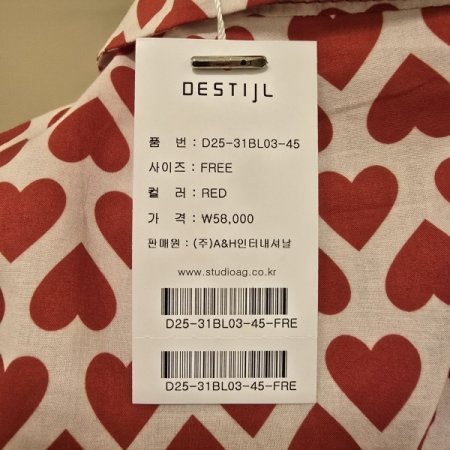 DESTIJL
품 번 : D25-31BL03-45
사이즈 : FREE
컬 러 : RED
가 격 : ₩58,000
판매원 : (주)A&H인터내셔날
www.studioag.co.kr
D25-31BL03-45-FRE
D25-31BL03-45-FRE